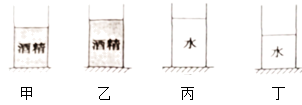 酒精 酒精 水 水
甲 乙 丙 丁